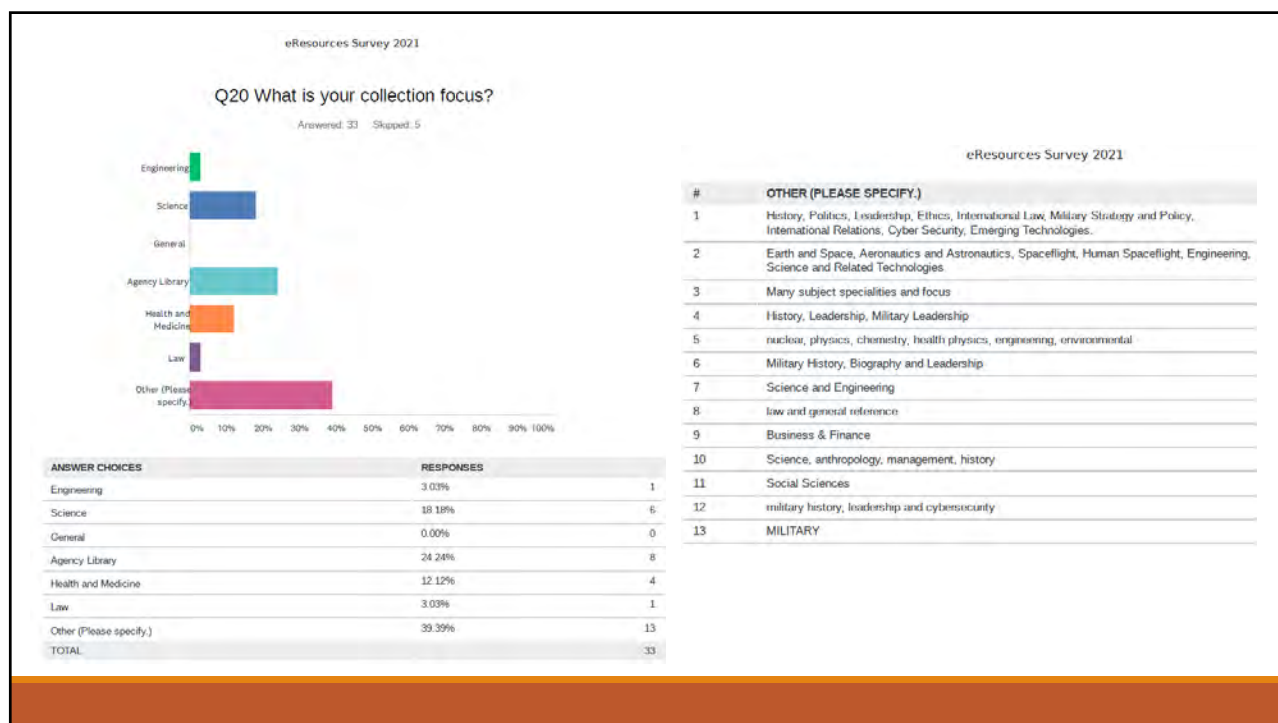 eResources Survey 2021
Q20 What is your collection focus?
Answered: 33 Skipped: 5
Engineering
Science
General
Agency Library
Health and
Medicine
Law
Other (Please
specify.)
0% 10% 20% 30% 40% 50% 60% 70% 80% 90% 100%
ANSWER CHOICES RESPONSES
Engineering 3.03% 1
Science 18.18% 6
General 0.00% 0
Agency Library 24.24% 8
Health and Medicine 12.12% 4
Law 3.03% 1
Other (Please specify.) 39.39% 13
TOTAL 33
eResources Survey 2021
# OTHER (PLEASE SPECIFY.)
1 History, Politics, Leadership, Ethics, International Law, Military Strategy and Policy,
International Relations, Cyber Security, Emerging Technologies.
2 Earth and Space, Aeronautics and Astronautics, Spaceflight, Human Spaceflight, Engineering,
Science and Related Technologies
3 Many subject specialities and focus
4 History, Leadership, Military Leadership
5 nuclear, physics, chemistry, health physics, engineering, environmental
6 Military History, Biography and Leadership
7 Science and Engineering
8 law and general reference
9 Business & Finance
10 Science, anthropology, management, history
11 Social Sciences
12 military history, leadership and cybersecurity
13 MILITARY